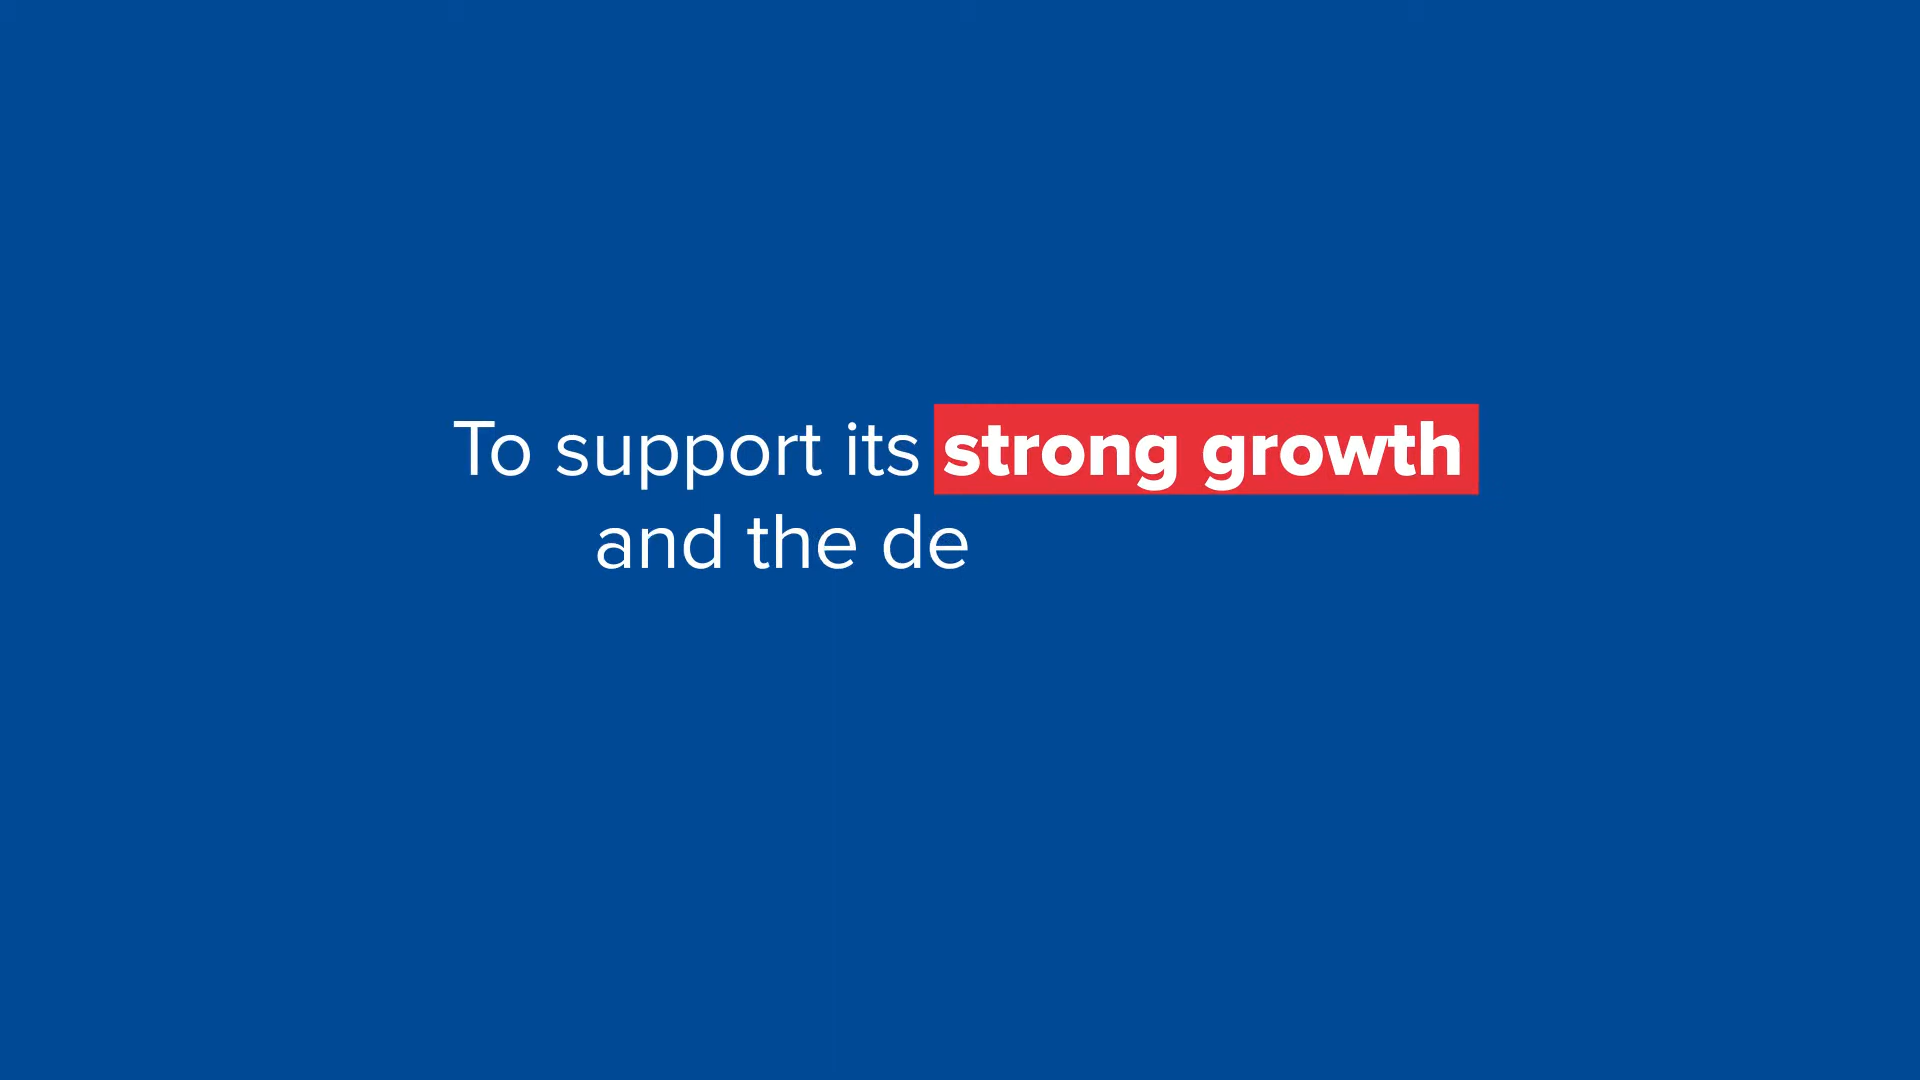 To support its strong growth
and the de